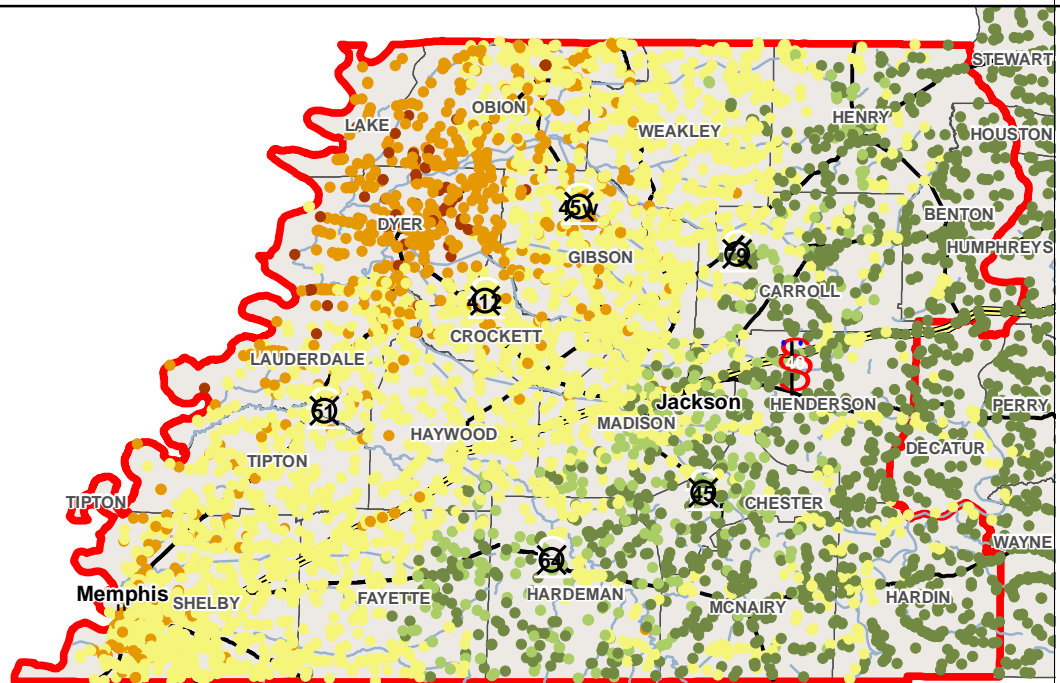 STEWART
OBION
LAKE
HENRY
WEAKLEY
HOUSTON
45w
BENTON
DYER
HUMPHREYS
GIBSON
79
CARROLL
412
CROCKETT
LAUDERDALE
40
Jackson
HENDERSON
PERRY
51
MADISON
HAYWOOD
DECATUR
TIPTON
45
CHESTER
TIPTON
WAYNE
64
Memphis
SHELBY
FAYETTE
HARDEMAN
MCNAIRY
HARDIN